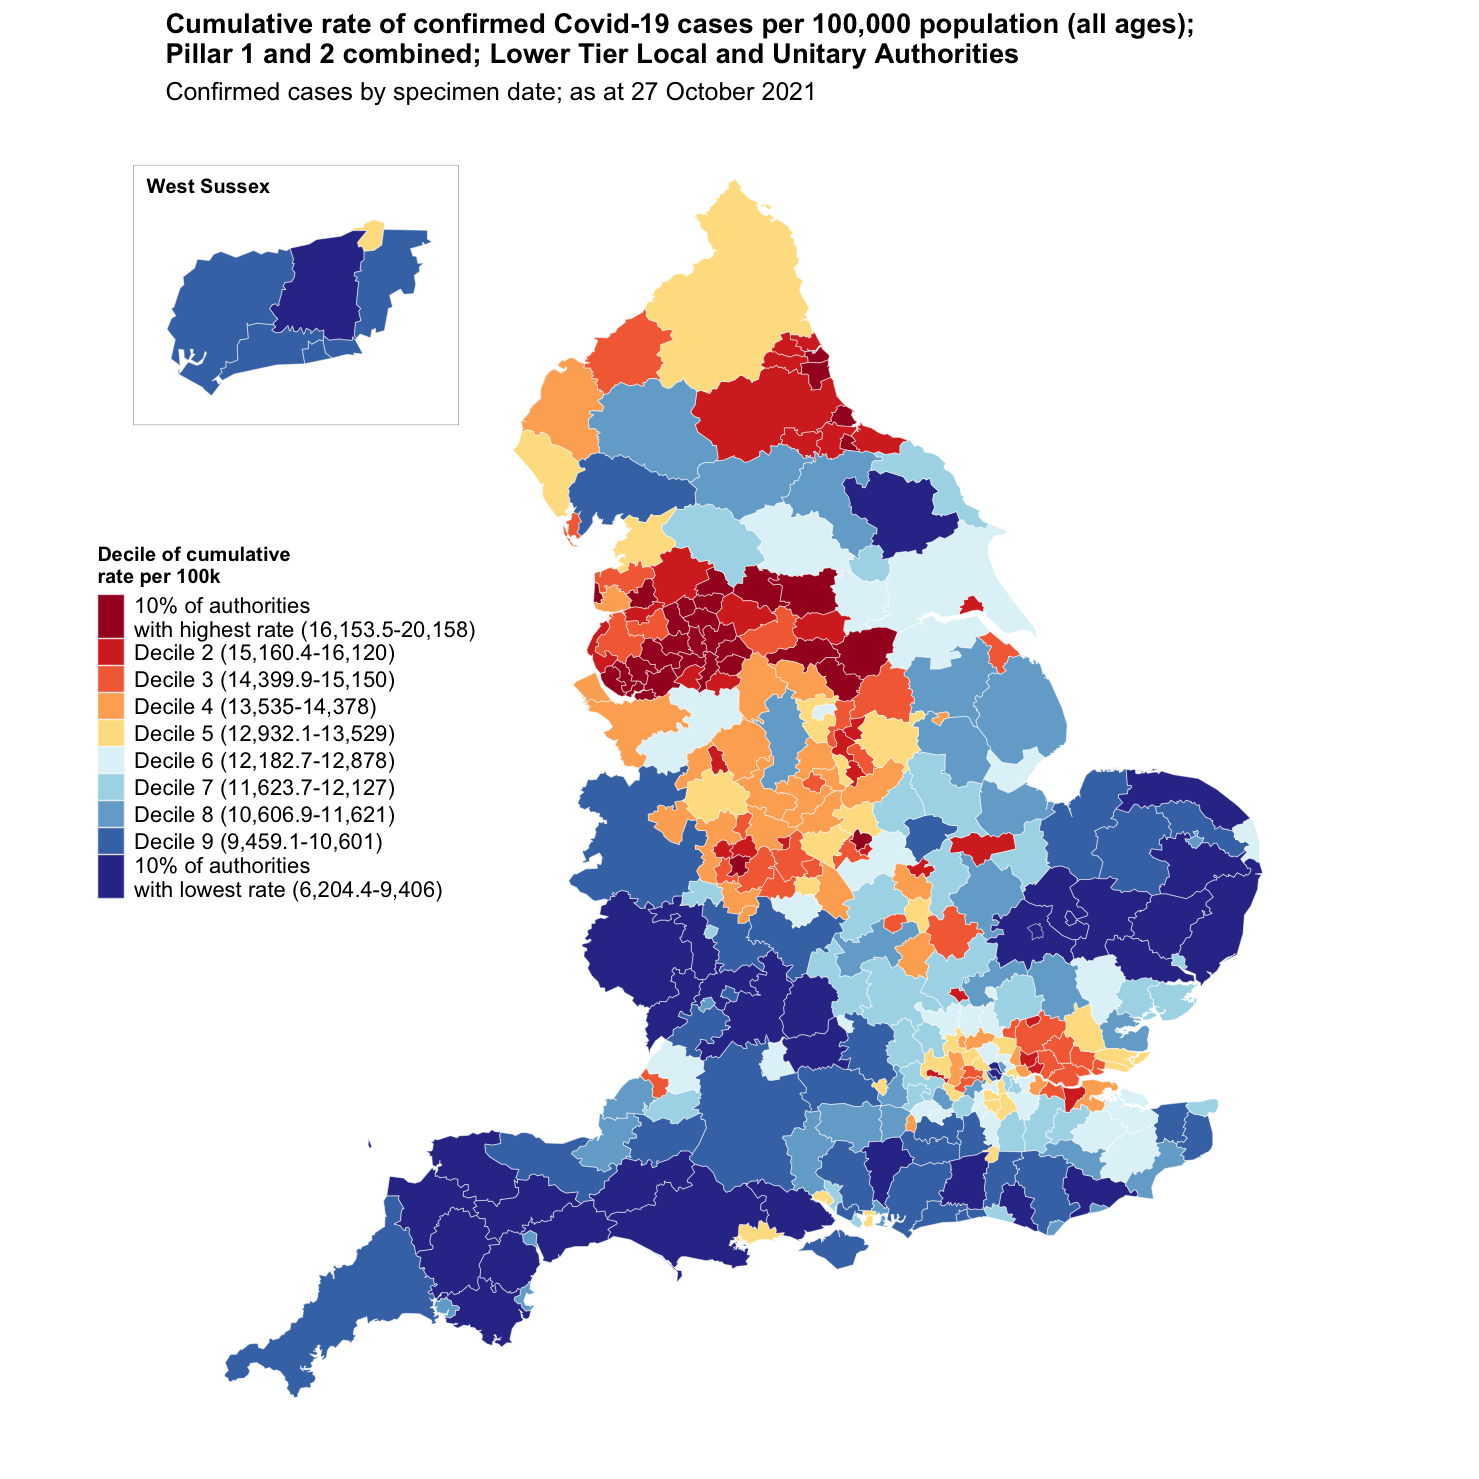 Cumulative rate of confirmed Covid-19 cases per 100,000 population (all ages);
Pillar 1 and 2 combined; Lower Tier Local and Unitary Authorities
Confirmed cases by specimen date; as at 27 October 2021
West Sussex
Decile of cumulative
rate per 100k
10% of authorities
with highest rate (16,153.5-20,158)
Decile 2 (15,160.4-16,120)
Decile 3 (14,399.9-15,150)
Decile 4 (13,535-14,378)
Decile 5 (12,932.1-13,529)
Decile 6 (12,182.7-12,878)
Decile 7 (11,623.7-12,127)
Decile 8 (10,606.9-11,621)
Decile 9 (9,459.1-10,601)
10% of authorities
with lowest rate (6,204.4-9,406)